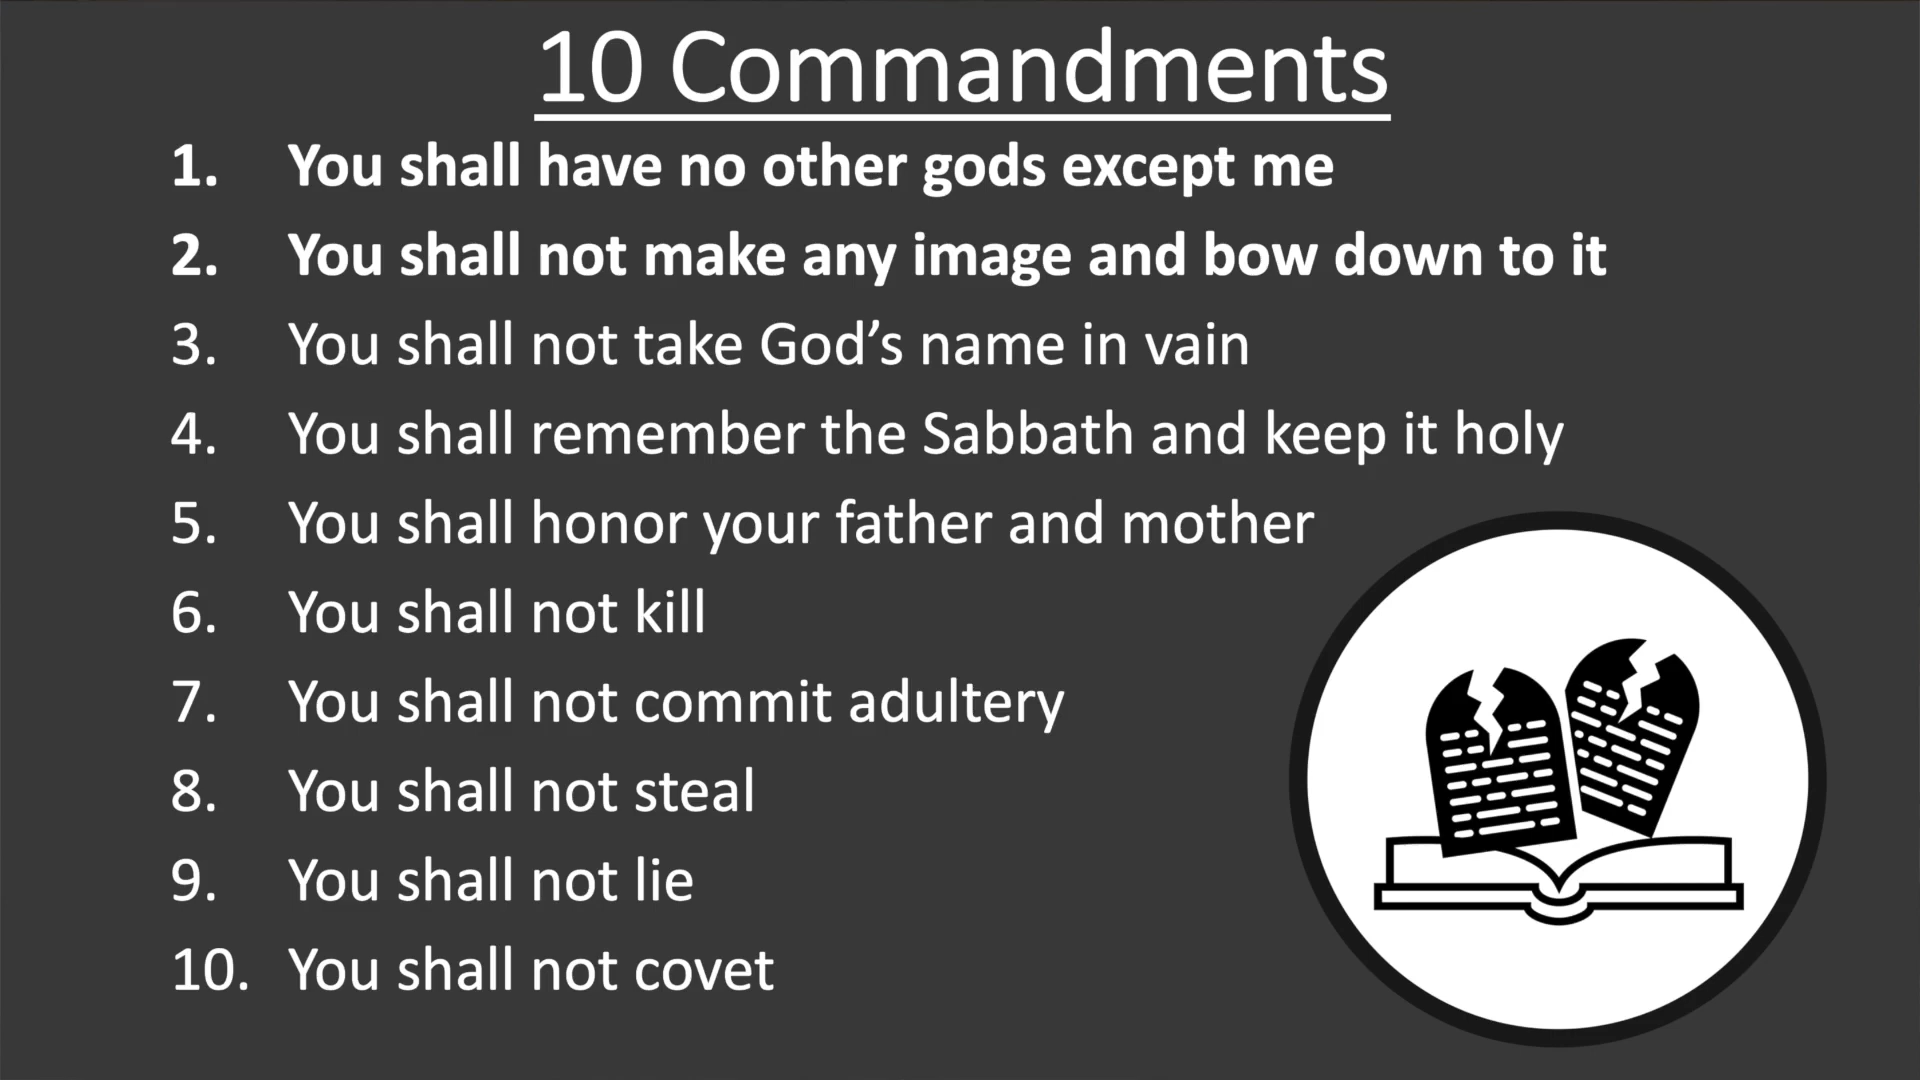 10 Commandments
1. You shall have no other gods except me
2. You shall not make any image and bow down to it
3. You shall not take God’s name in vain
4. You shall remember the Sabbath and keep it holy
5. You shall honor your father and mother
6. You shall not kill
7. You shall not commit adultery
8. You shall not steal
9. You shall not lie
10. You shall not covet